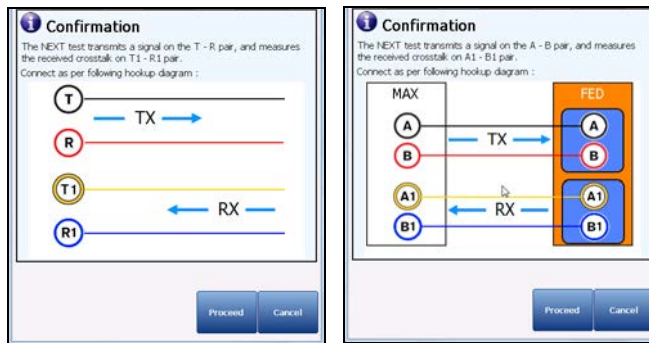 Confirmation
The NEXT test transmits a signal on the T - R pair, and measures
the received crosstalk on T1 - R1 pair.
Connect as per following hookup diagram :
T
TX
R
T1
RX
R1
Proceed Cancel
Confirmation
The NEXT test transmits a signal on the A - B pair, and measures
the received crosstalk on A1 - B1 pair.
Connect as per following hookup diagram :
MAX FED
A A
TX
B B
A1 A1
RX
B1 B1
Proceed Cancel